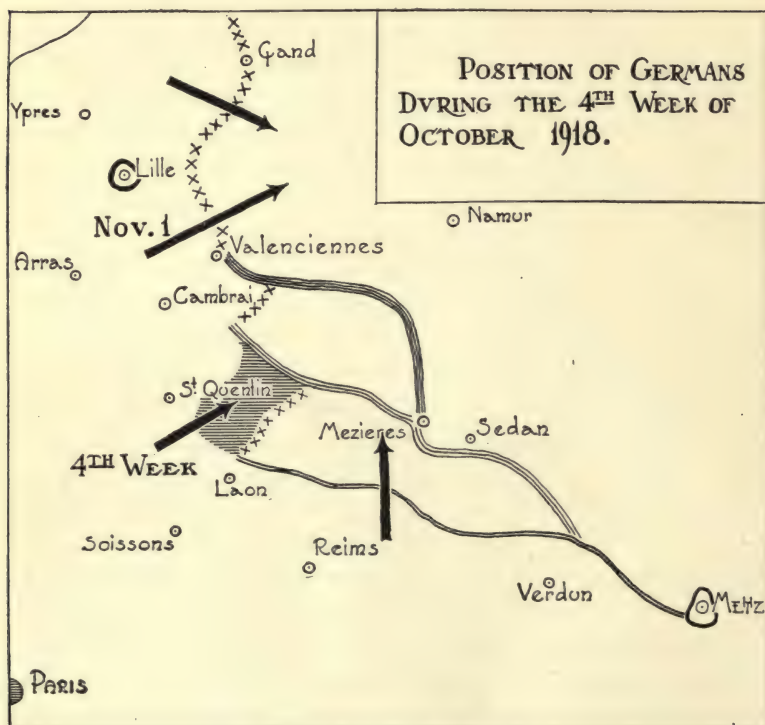 Gand
POSITION OF GERMANS
DVRING THE 4TH WEEK OF
OCTOBER 1918.
Ypres
Lille
Namur
Nov. 1
Valenciennes
Arras
Cambrai
St Quentin
Mezieres
Sedan
4TH WEEK
Laon
Soissons
Reims
Verdun
METZ
PARIS